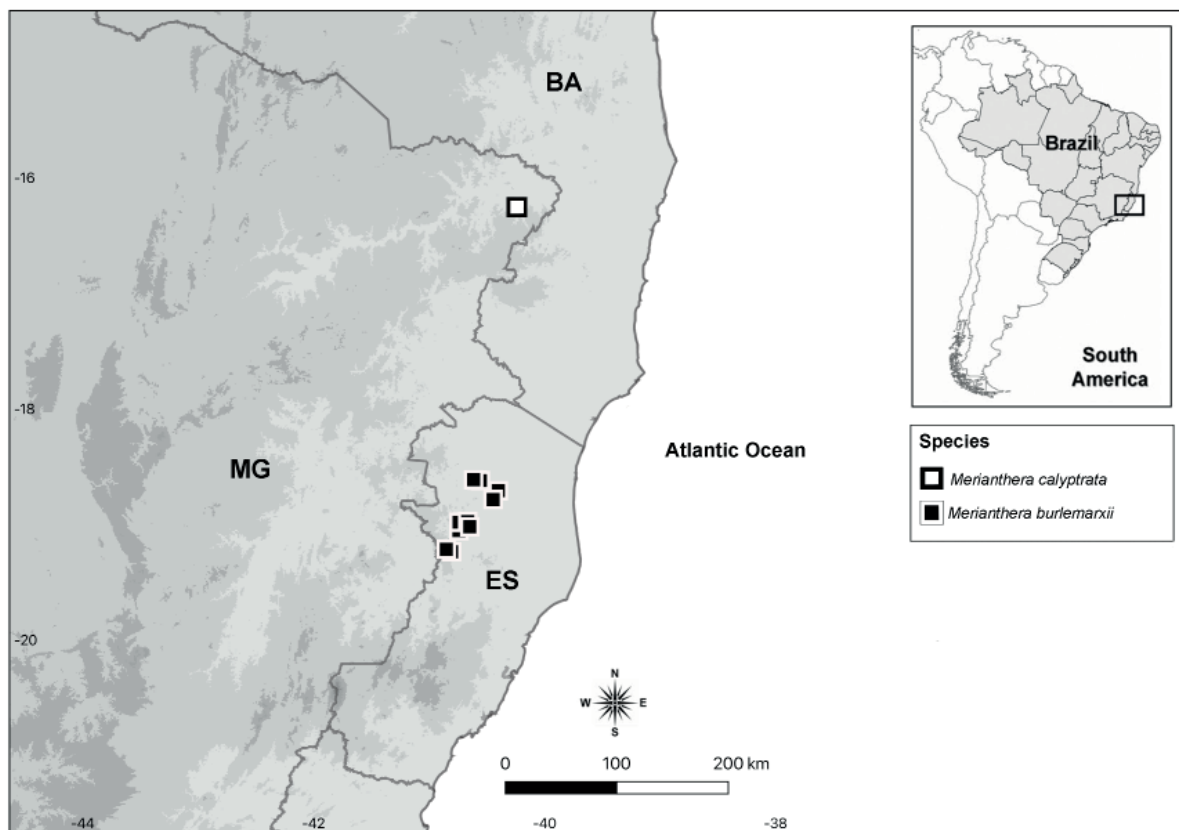 BA
-16
-18
MG
ES
-20
Atlantic Ocean
N
W E
S
0 100 200 km
-44 -42 -40 -38
Brazil
South
America
Species
Merianthera calyptrata
Merianthera burlemarxii